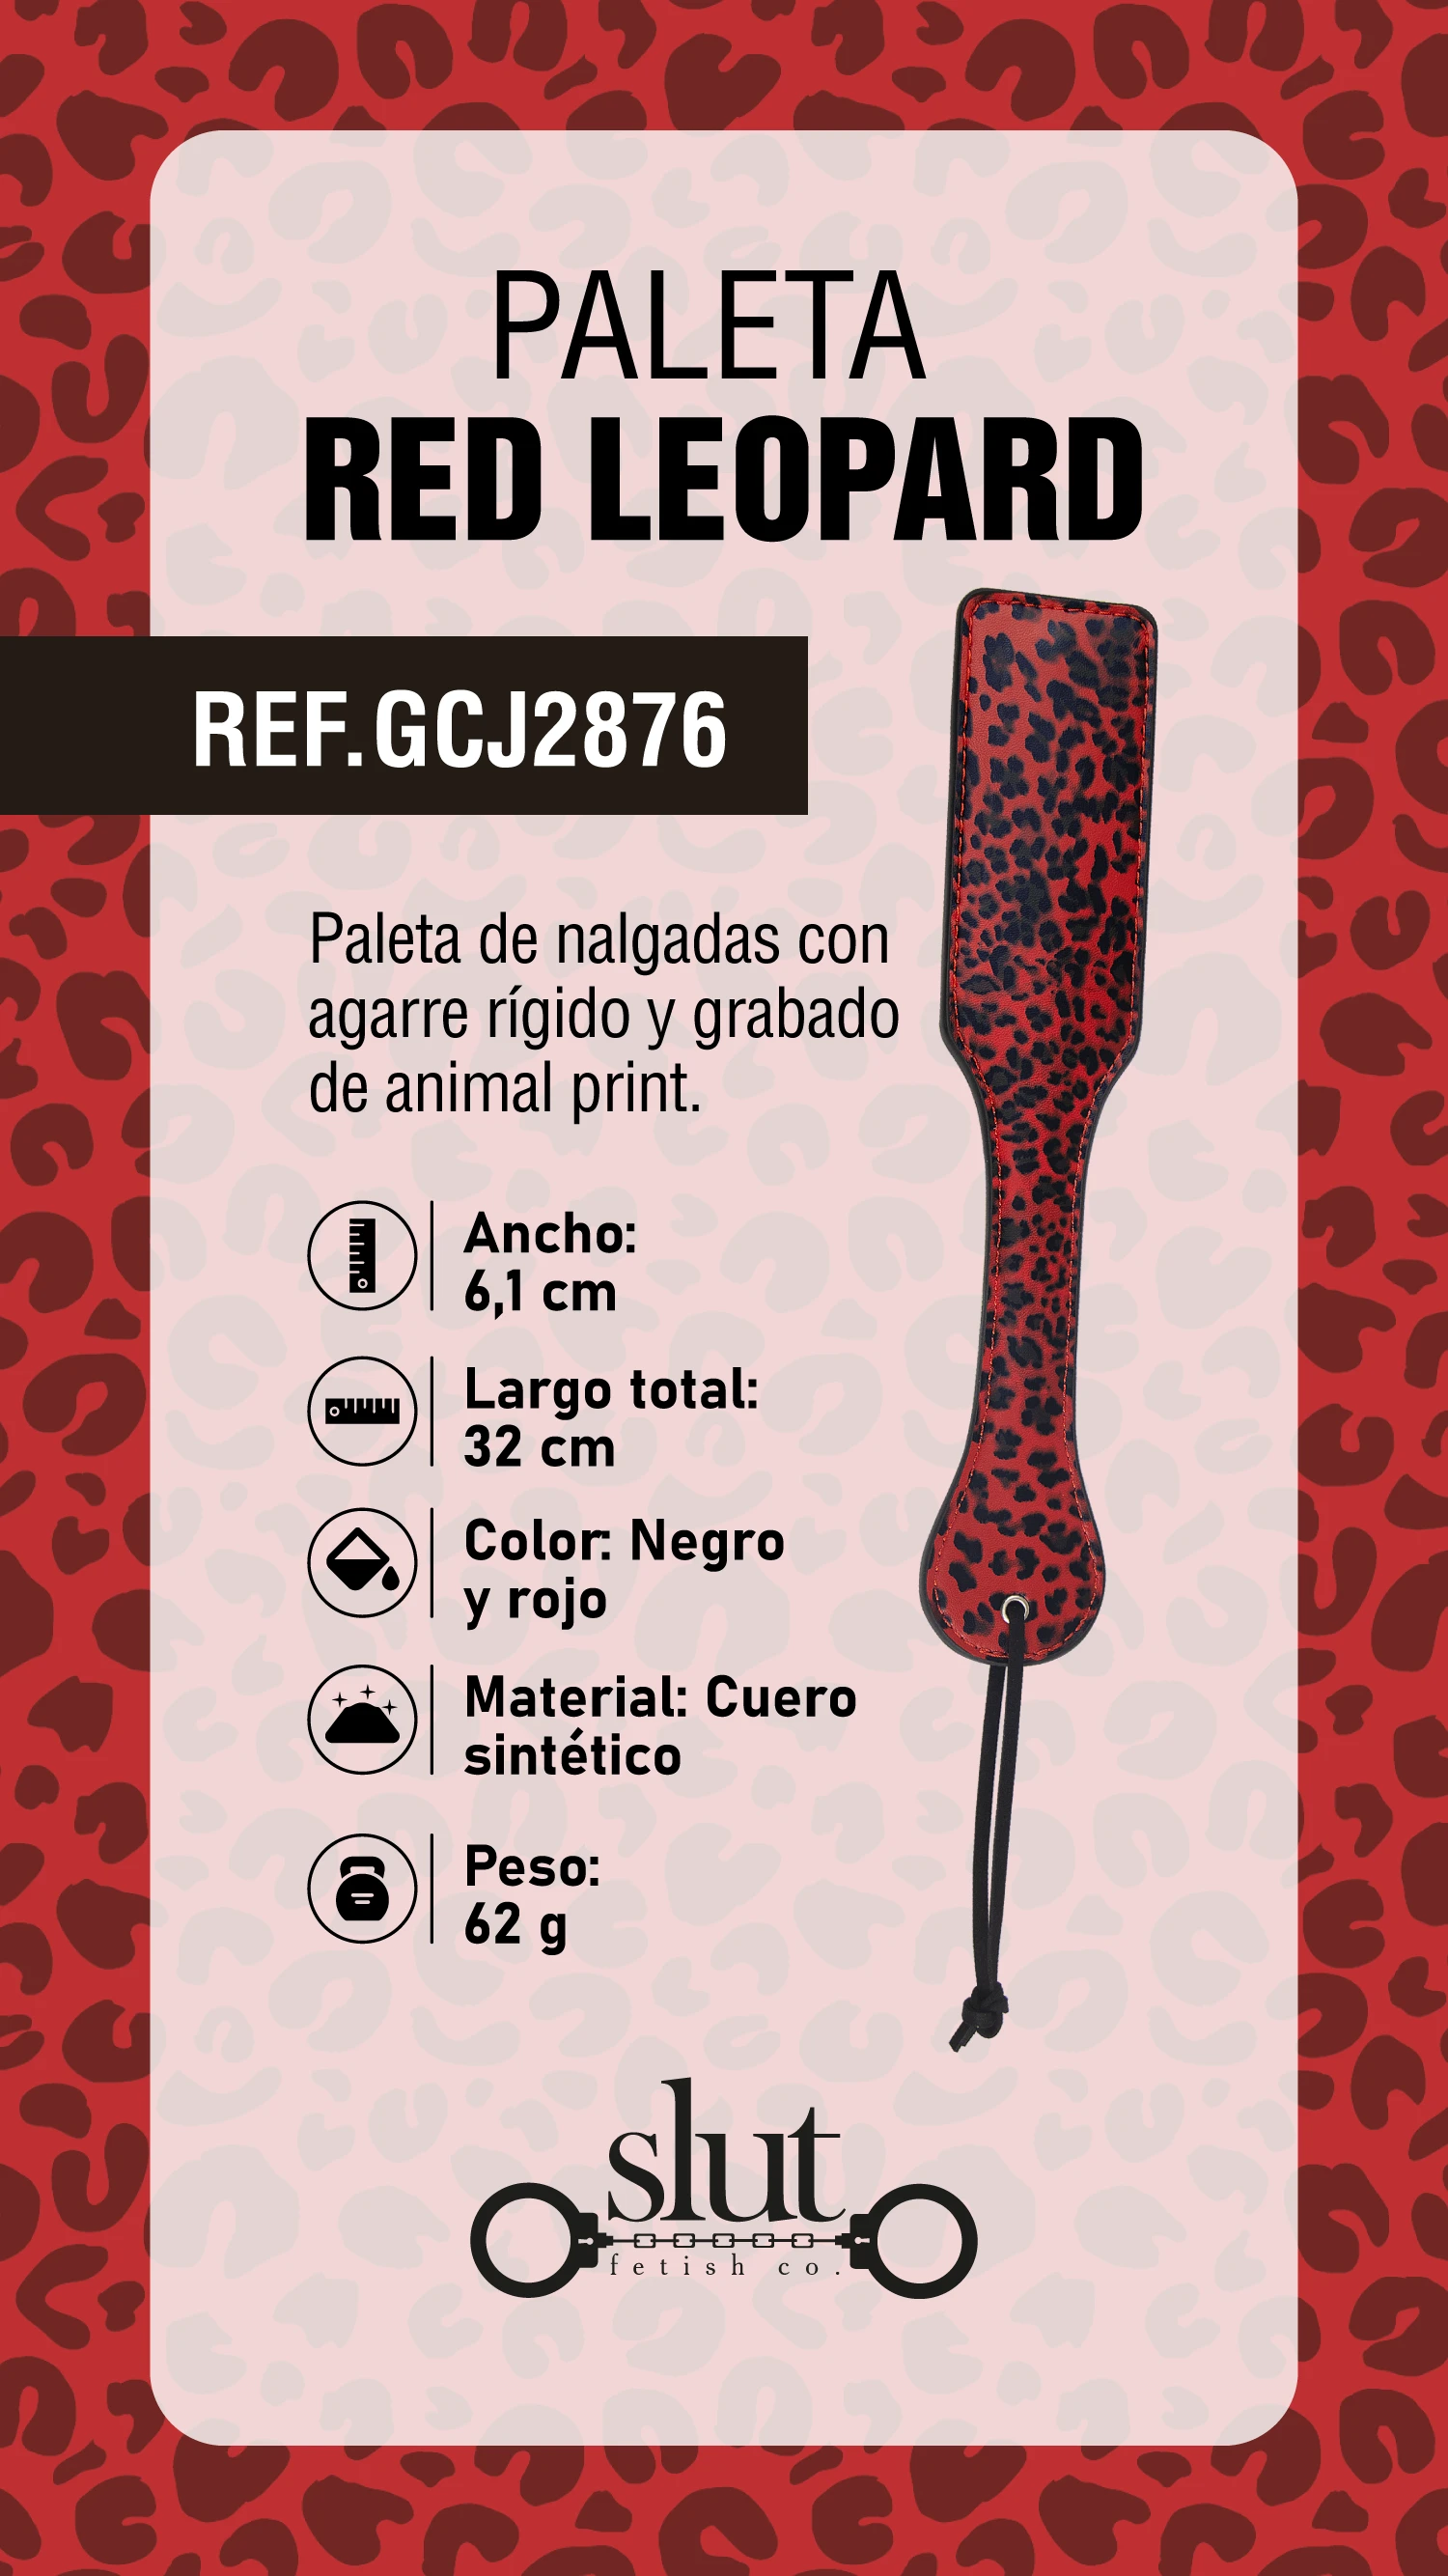 PALETA
RED LEOPARD
REF.GCJ2876
Paleta de nalgadas con
agarre rígido y grabado
de animal print.
Ancho:
6,1 cm
Largo total:
32 cm
Color: Negro
y rojo
Material: Cuero
sintético
Peso:
62 g
slut
fetish co.